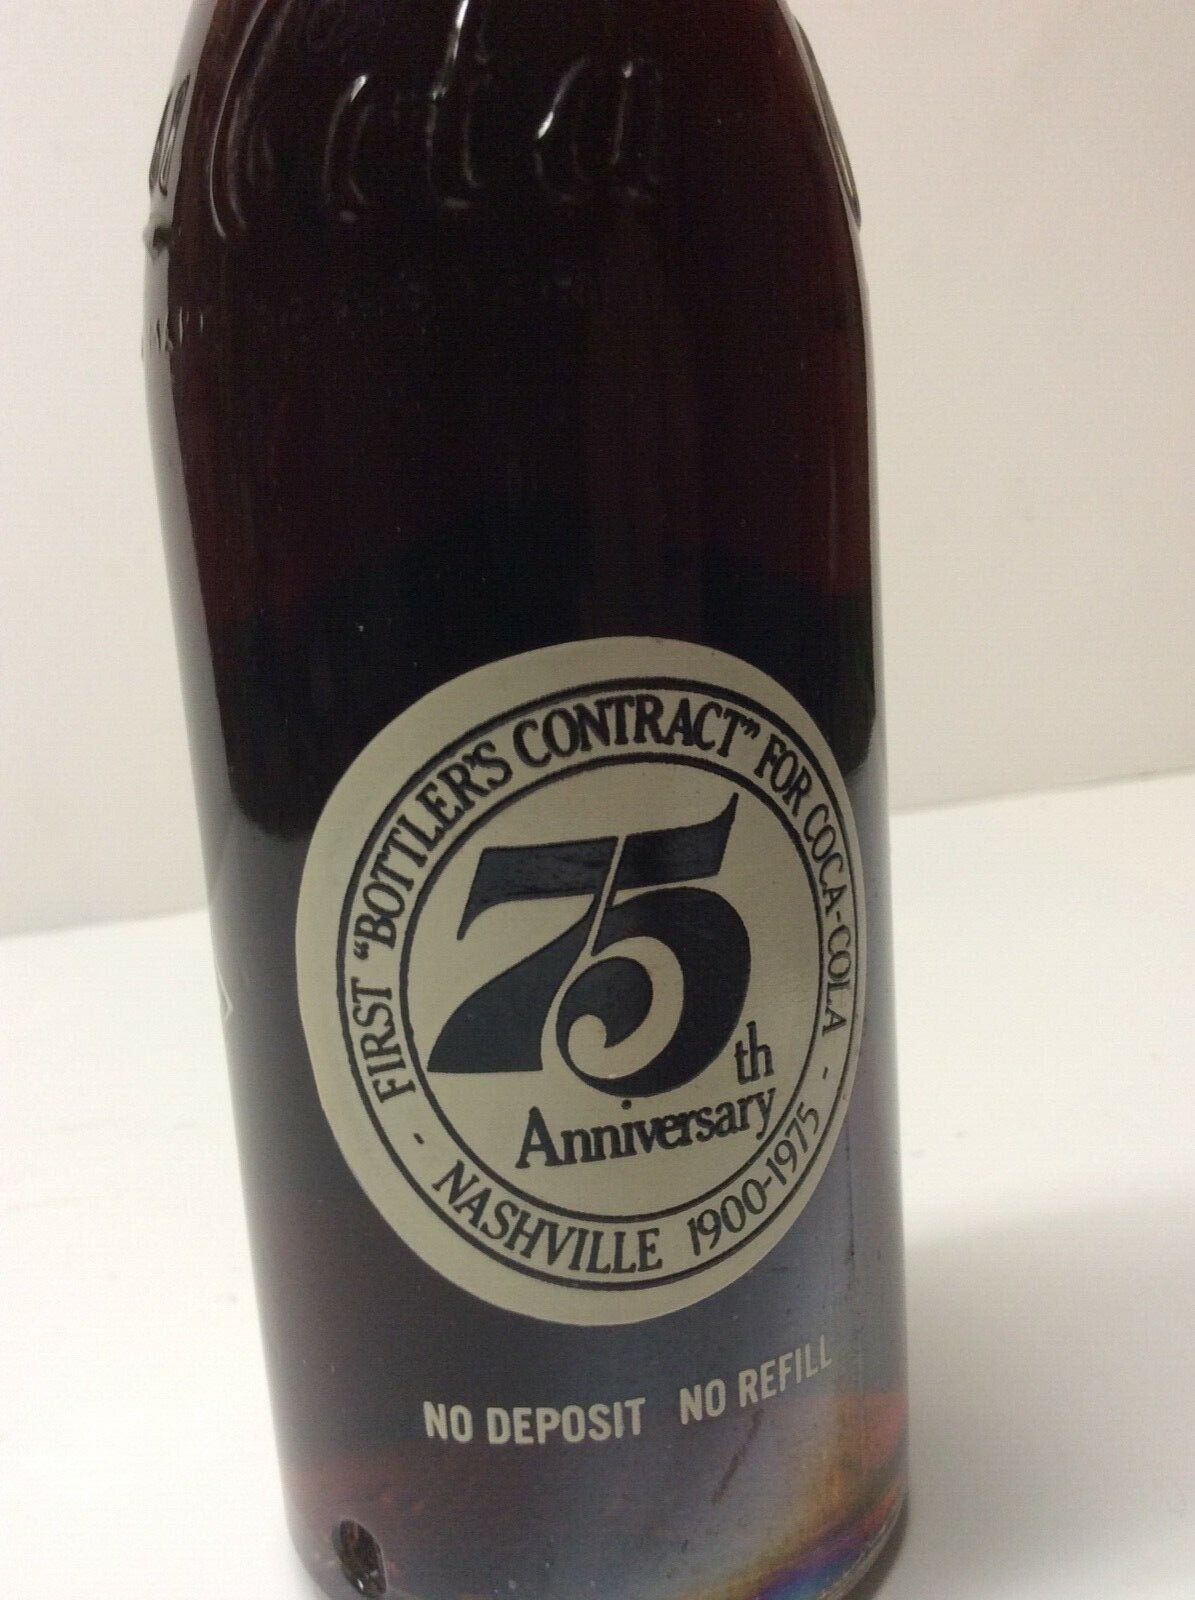 FIRST "BOTTLER'S CONTRACT" FOR COCA-COLA -
75th
Anniversary
- NASHVILLE 1900-1975
NO DEPOSIT NO REFILL